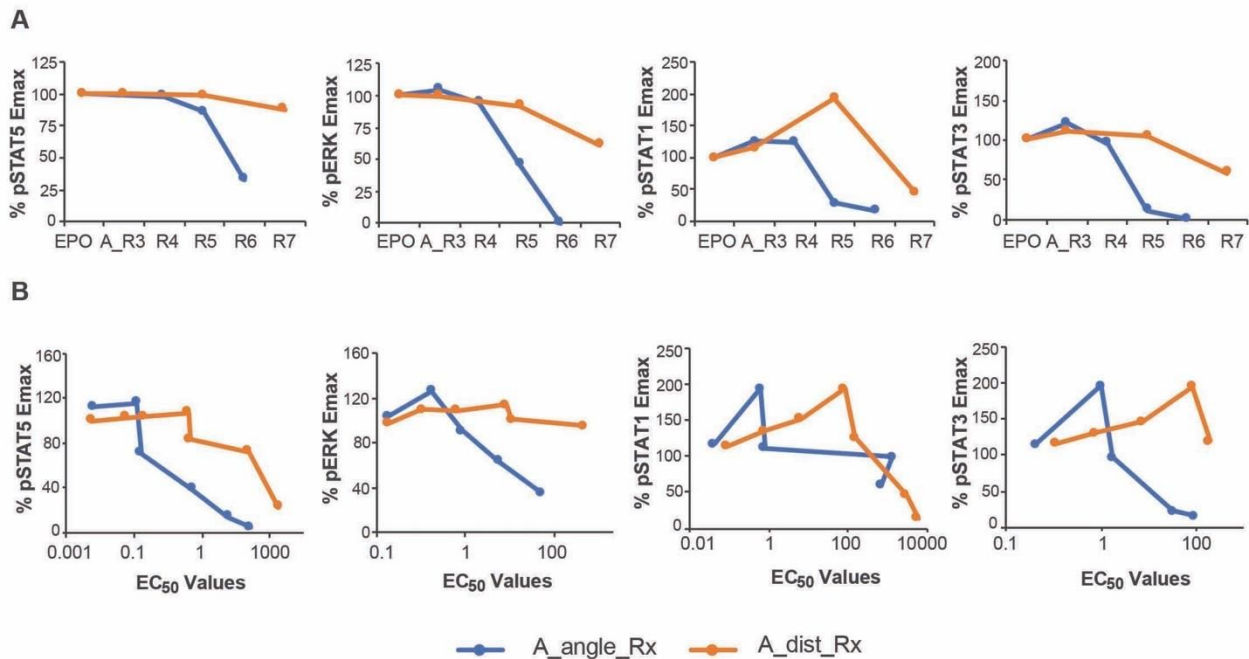 A
% pSTAT5 Emax
125
100
75
50
25
0
EPO A_R3 R4 R5 R6 R7
% pERK Emax
125
100
75
50
25
0
EPO A_R3 R4 R5 R6 R7
% pSTAT1 Emax
250
200
150
100
50
0
EPO A_R3 R4 R5 R6 R7
% pSTAT3 Emax
200
150
100
50
0
EPO A_R3 R4 R5 R6 R7
B
% pSTAT5 Emax
160
120
80
40
0
0.001 0.1 1 1000
EC50 Values
% pERK Emax
160
120
80
40
0
0.1 1 100
EC50 Values
% pSTAT1 Emax
250
200
150
100
50
0
0.01 1 100 10000
EC50 Values
% pSTAT3 Emax
250
200
150
100
50
0
0.1 1 100
EC50 Values
A_angle_Rx A_dist_Rx